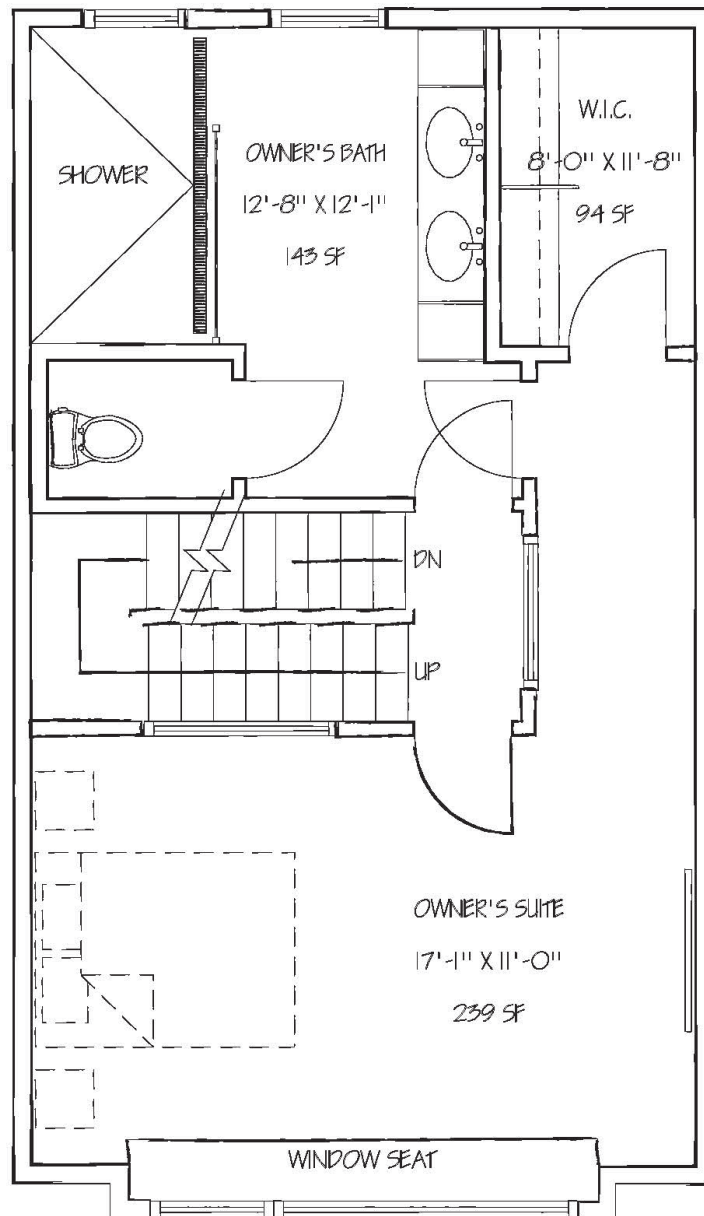 SHOWER
OWNER'S BATH
12'-8" X 12'-1"
143 SF
W.I.C.
8'-0" X 11'-8"
94 SF
DN
UP
OWNER'S SUITE
17'-1" X 11'-0"
239 SF
WINDOW SEAT